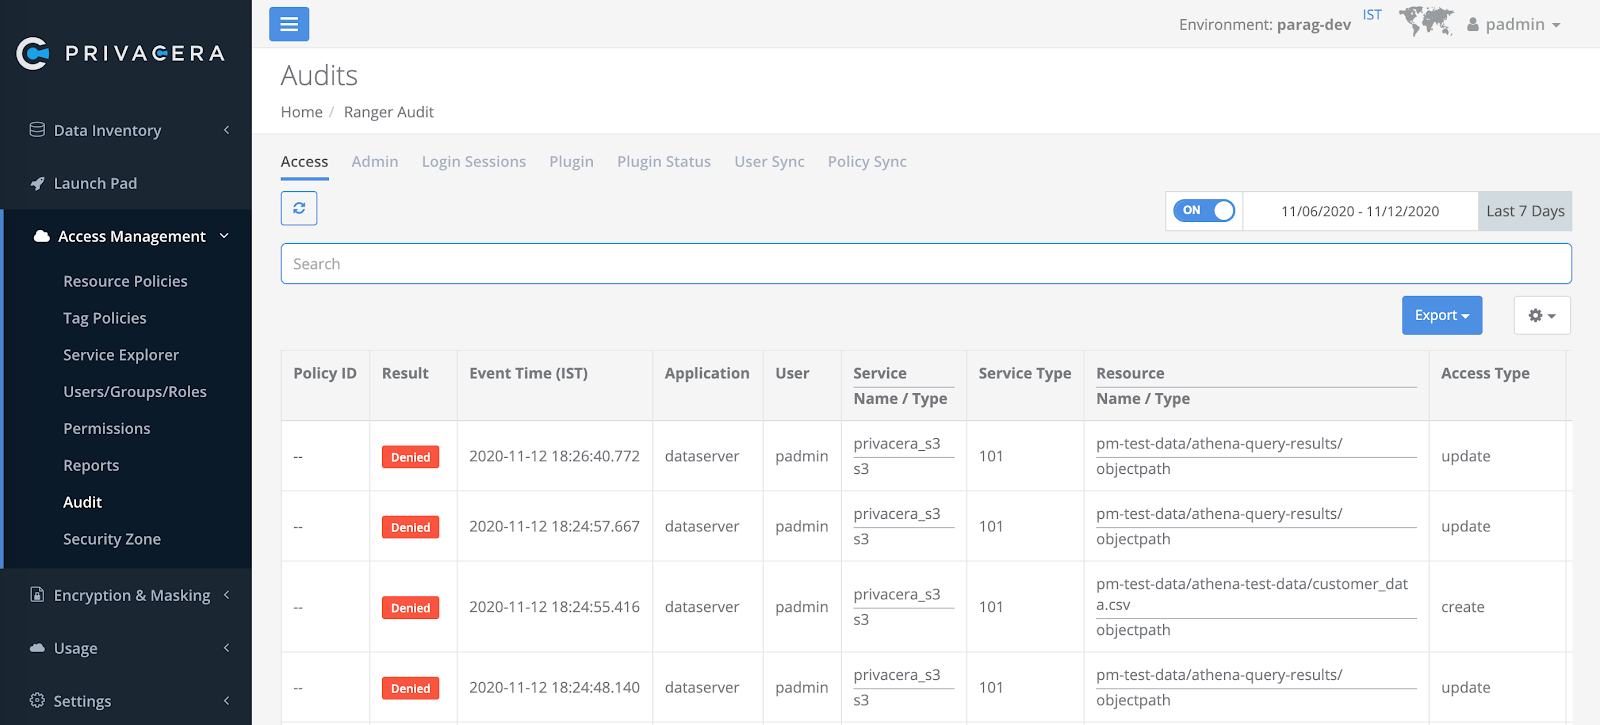 PRIVACERA
Data Inventory
Launch Pad
Access Management
Resource Policies
Tag Policies
Service Explorer
Users/Groups/Roles
Permissions
Reports
Audit
Security Zone
Encryption & Masking
Usage
Settings
Environment: parag-dev IST padmin
Audits
Home / Ranger Audit
Access Admin Login Sessions Plugin Plugin Status User Sync Policy Sync
ON 11/06/2020 - 11/12/2020 Last 7 Days
Search
Export
Policy ID Result Event Time (IST) Application User Service Service Type Resource Access Type
Name / Type Name / Type
privacera_s3 pm-test-data/athena-query-results/
-- Denied 2020-11-12 18:26:40.772 dataserver padmin 101 update
s3 objectpath
privacera_s3 pm-test-data/athena-query-results/
-- Denied 2020-11-12 18:24:57.667 dataserver padmin 101 update
s3 objectpath
pm-test-data/athena-test-data/customer_dat
privacera_s3 a.csv
-- Denied 2020-11-12 18:24:55.416 dataserver padmin 101 create
s3 objectpath
privacera_s3 pm-test-data/athena-query-results/
-- Denied 2020-11-12 18:24:48.140 dataserver padmin 101 update
s3 objectpath